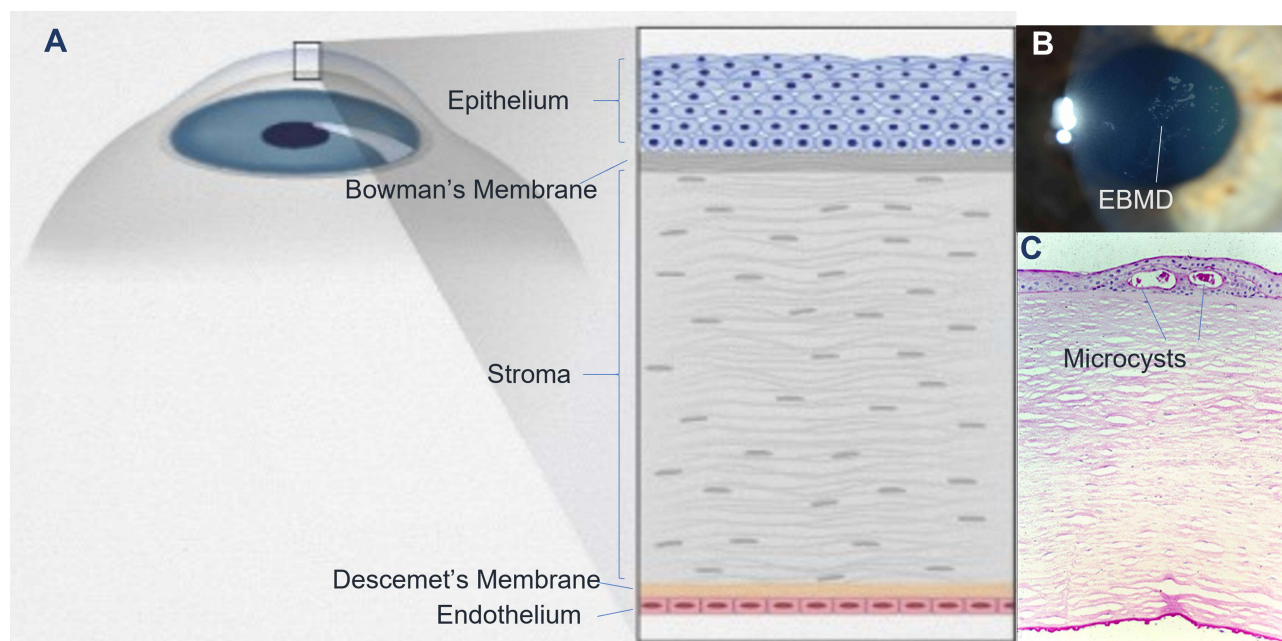 A
Epithelium
Bowman’s Membrane
Stroma
Descemet’s Membrane
Endothelium
B
EBMD
C
Microcysts